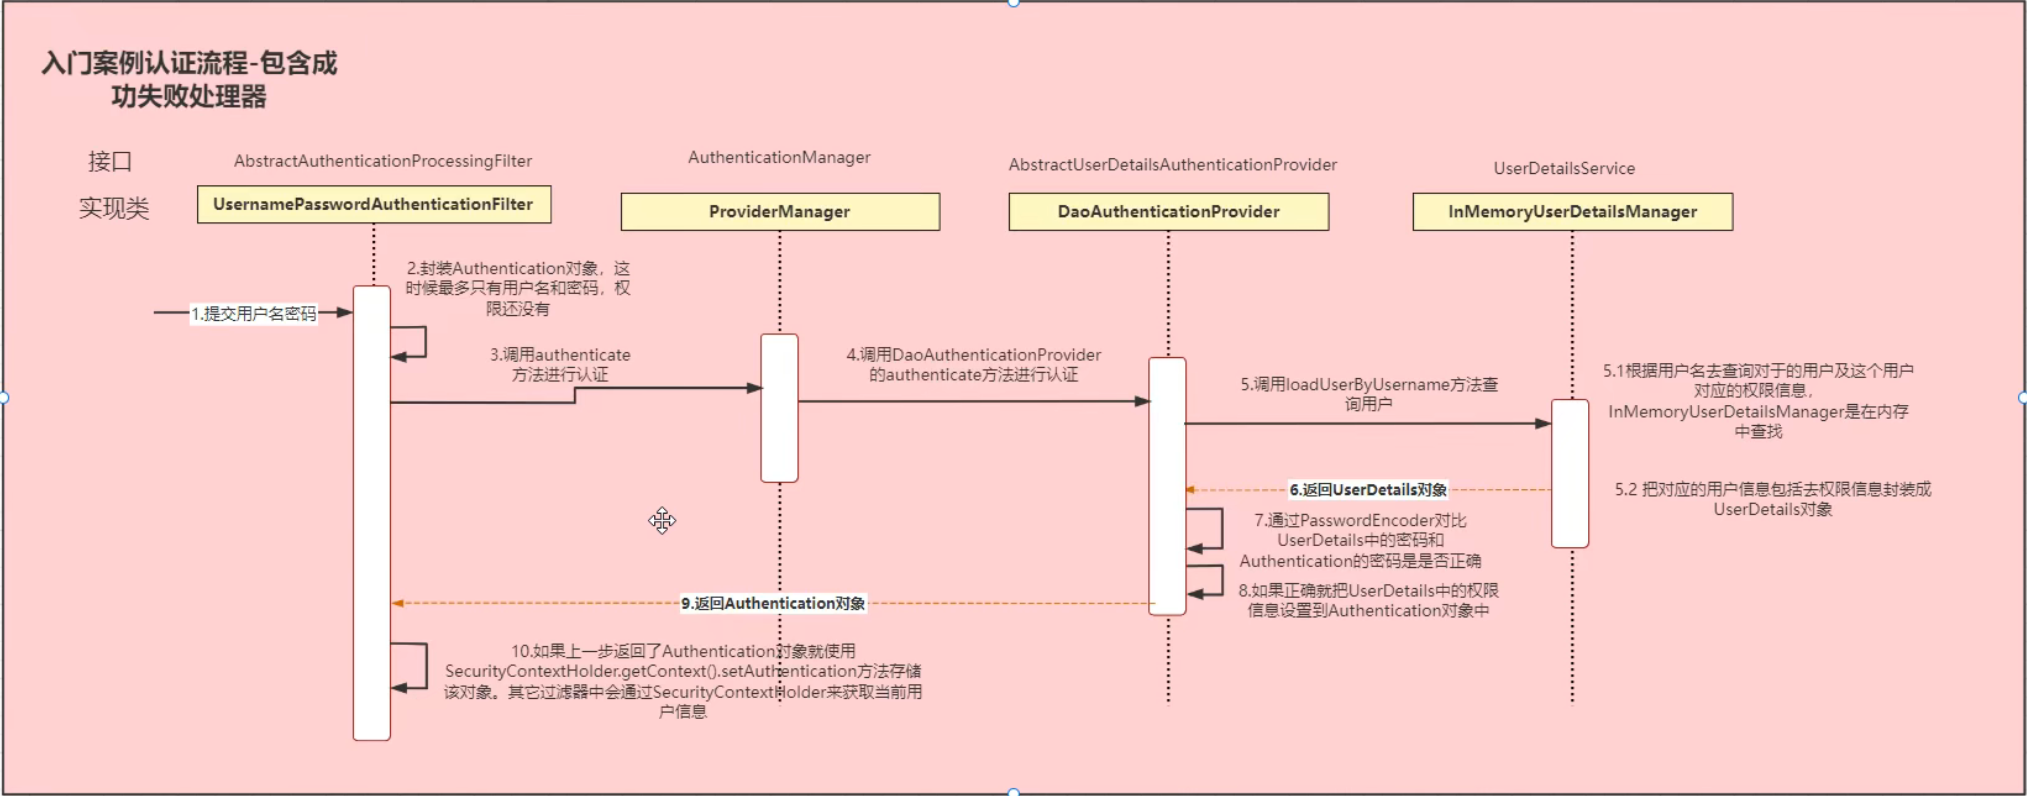 入门案例认证流程-包含成
功失败处理器
接口
AbstractAuthenticationProcessingFilter
AuthenticationManager
AbstractUserDetailsAuthenticationProvider
UserDetailsService
实现类
UsernamePasswordAuthenticationFilter
ProviderManager
DaoAuthenticationProvider
InMemoryUserDetailsManager
1.提交用户名密码
2.封装Authentication对象，这
时候最多只有用户名和密码，权
限还没有
3.调用authenticate
方法进行认证
4.调用DaoAuthenticationProvider
的authenticate方法进行认证
5.调用loadUserByUsername方法查
询用户
5.1根据用户名去查询对于的用户及这个用户
对应的权限信息，
InMemoryUserDetailsManager是在内存
中查找
5.2 把对应的用户信息包括去权限信息封装成
UserDetails对象
6.返回UserDetails对象
7.通过PasswordEncoder对比
UserDetails中的密码和
Authentication的密码是是否正确
8.如果正确就把UserDetails中的权限
信息设置到Authentication对象中
9.返回Authentication对象
10.如果上一步返回了Authentication对象就使用
SecurityContextHolder.getContext().setAuthentication方法存储
该对象。其它过滤器中会通过SecurityContextHolder来获取当前用
户信息